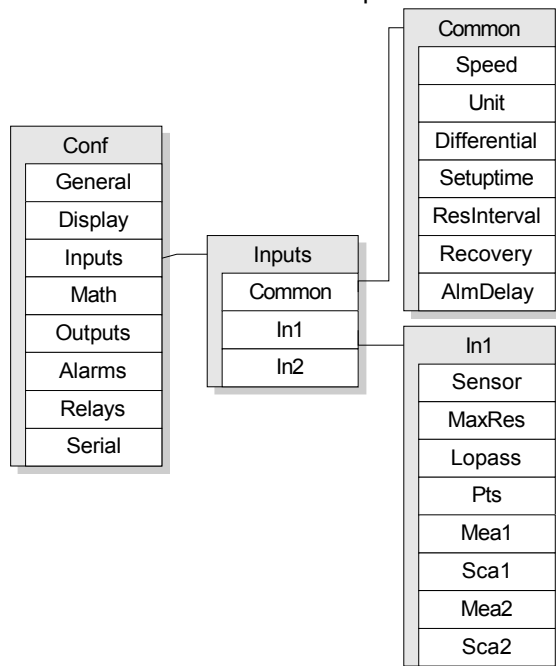 Conf
General
Display
Inputs
Math
Outputs
Alarms
Relays
Serial
Inputs
Common
In1
In2
Common
Speed
Unit
Differential
Setuptime
ResInterval
Recovery
AlmDelay
In1
Sensor
MaxRes
Lopass
Pts
Mea1
Sca1
Mea2
Sca2